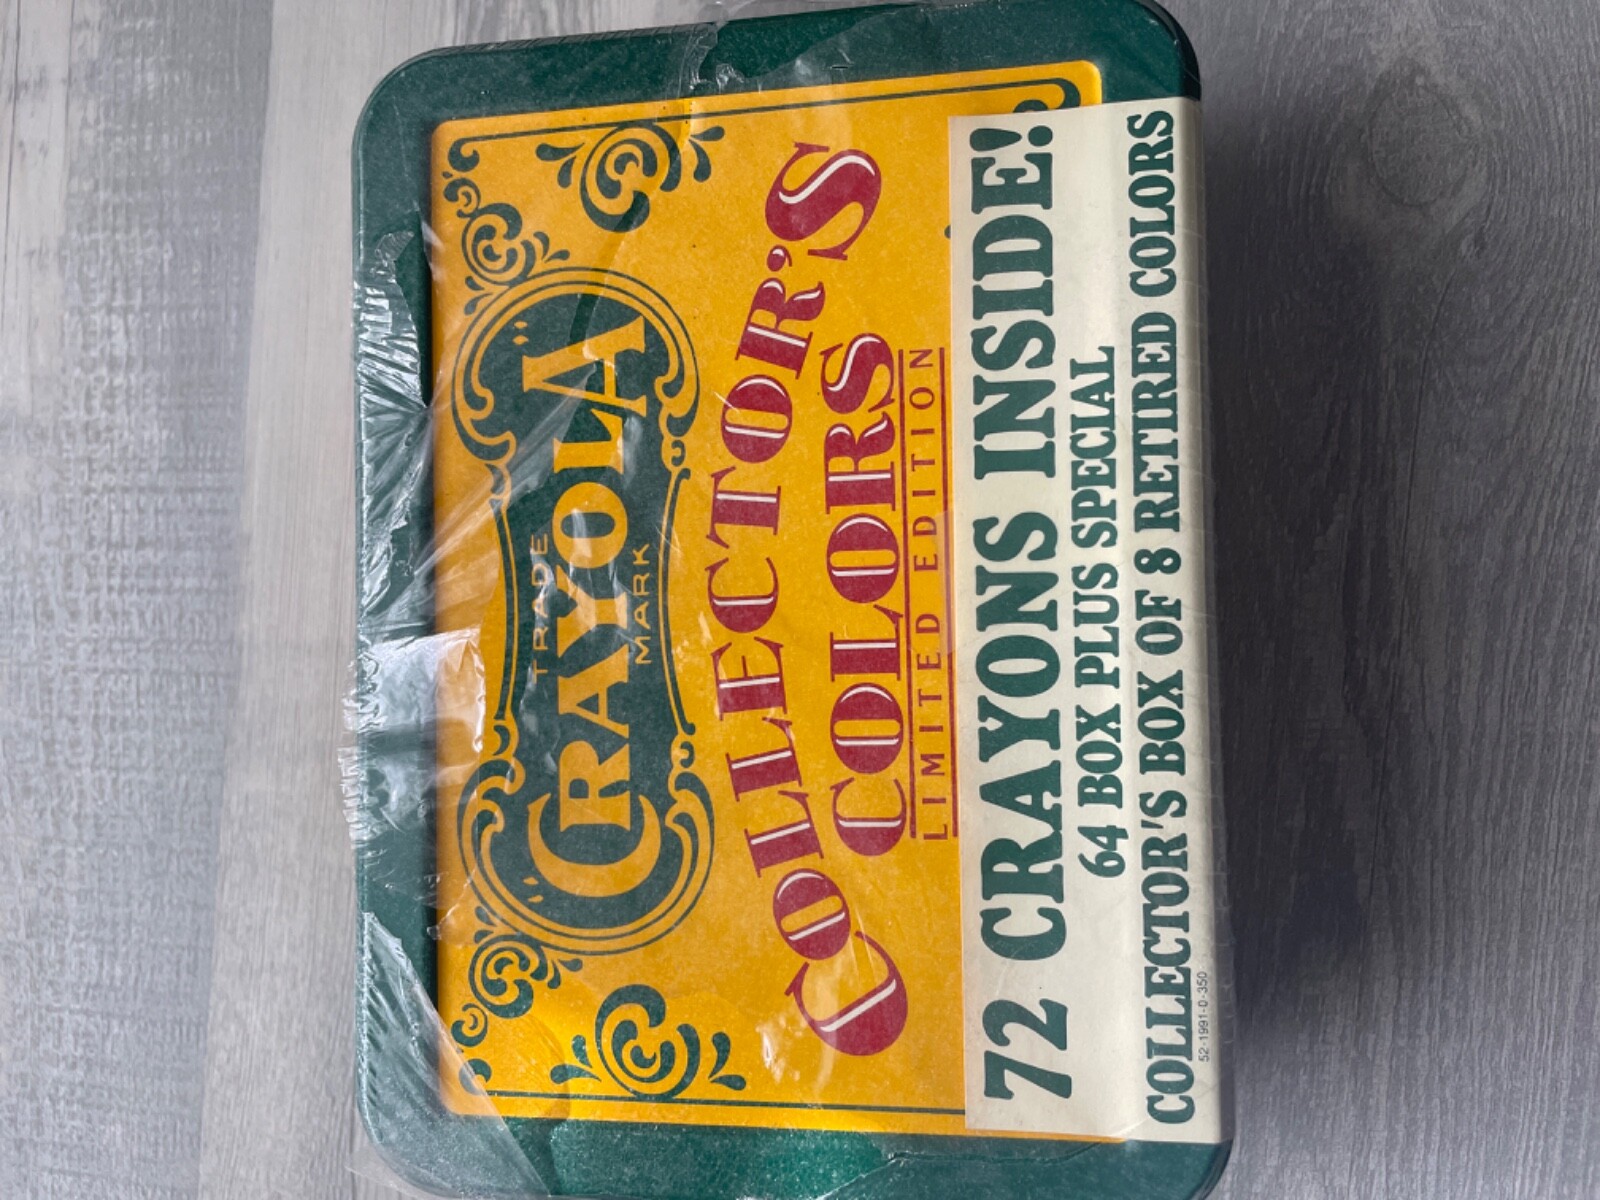 TRADE
"CRAYOLA"
MARK
COLLECTOR'S
COLORS
LIMITED EDITION
72 CRAYONS INSIDE!
64 BOX PLUS SPECIAL
COLLECTOR'S BOX OF 8 RETIRED COLORS
52-1991-0-350